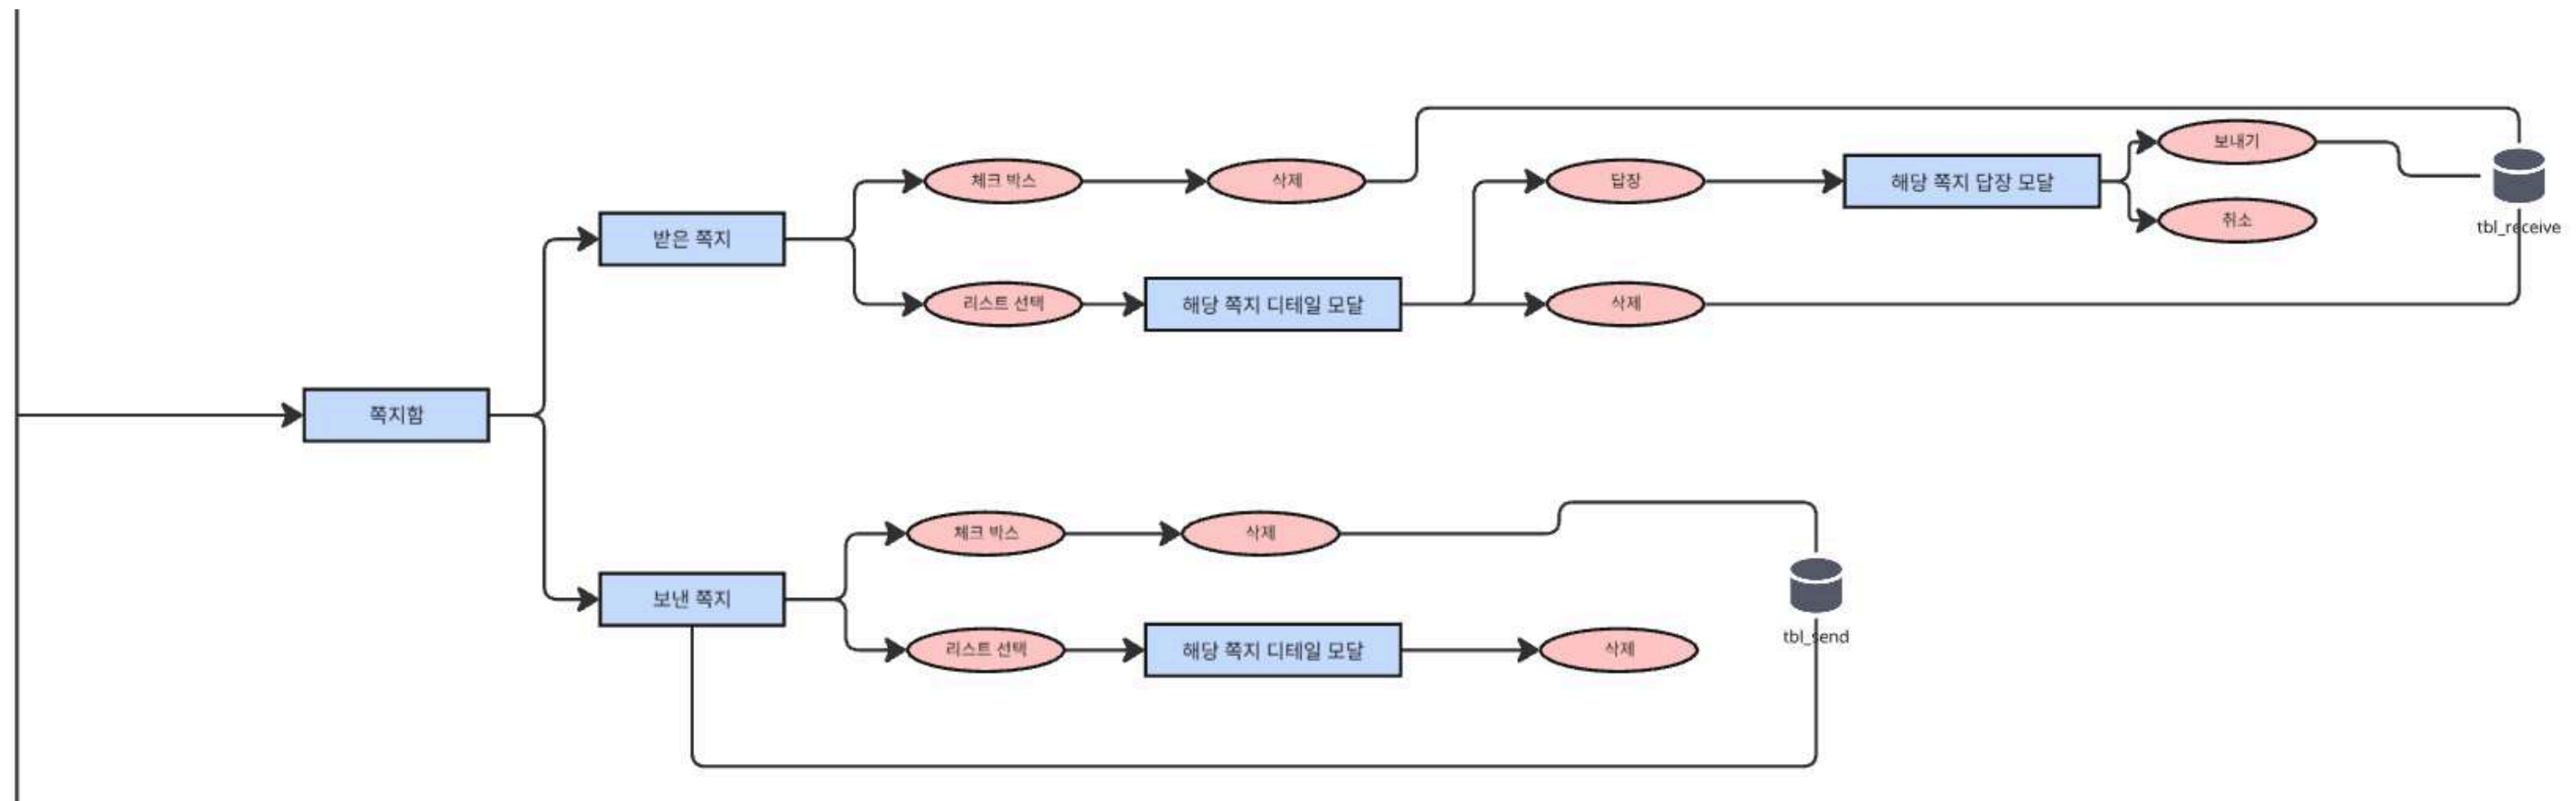 체크 박스
삭제
답장
해당 쪽지 답장 모달
보내기
취소
tbl_receive
받은 쪽지
리스트 선택
해당 쪽지 디테일 모달
삭제
쪽지함
체크 박스
삭제
보낸 쪽지
리스트 선택
해당 쪽지 디테일 모달
삭제
tbl_send